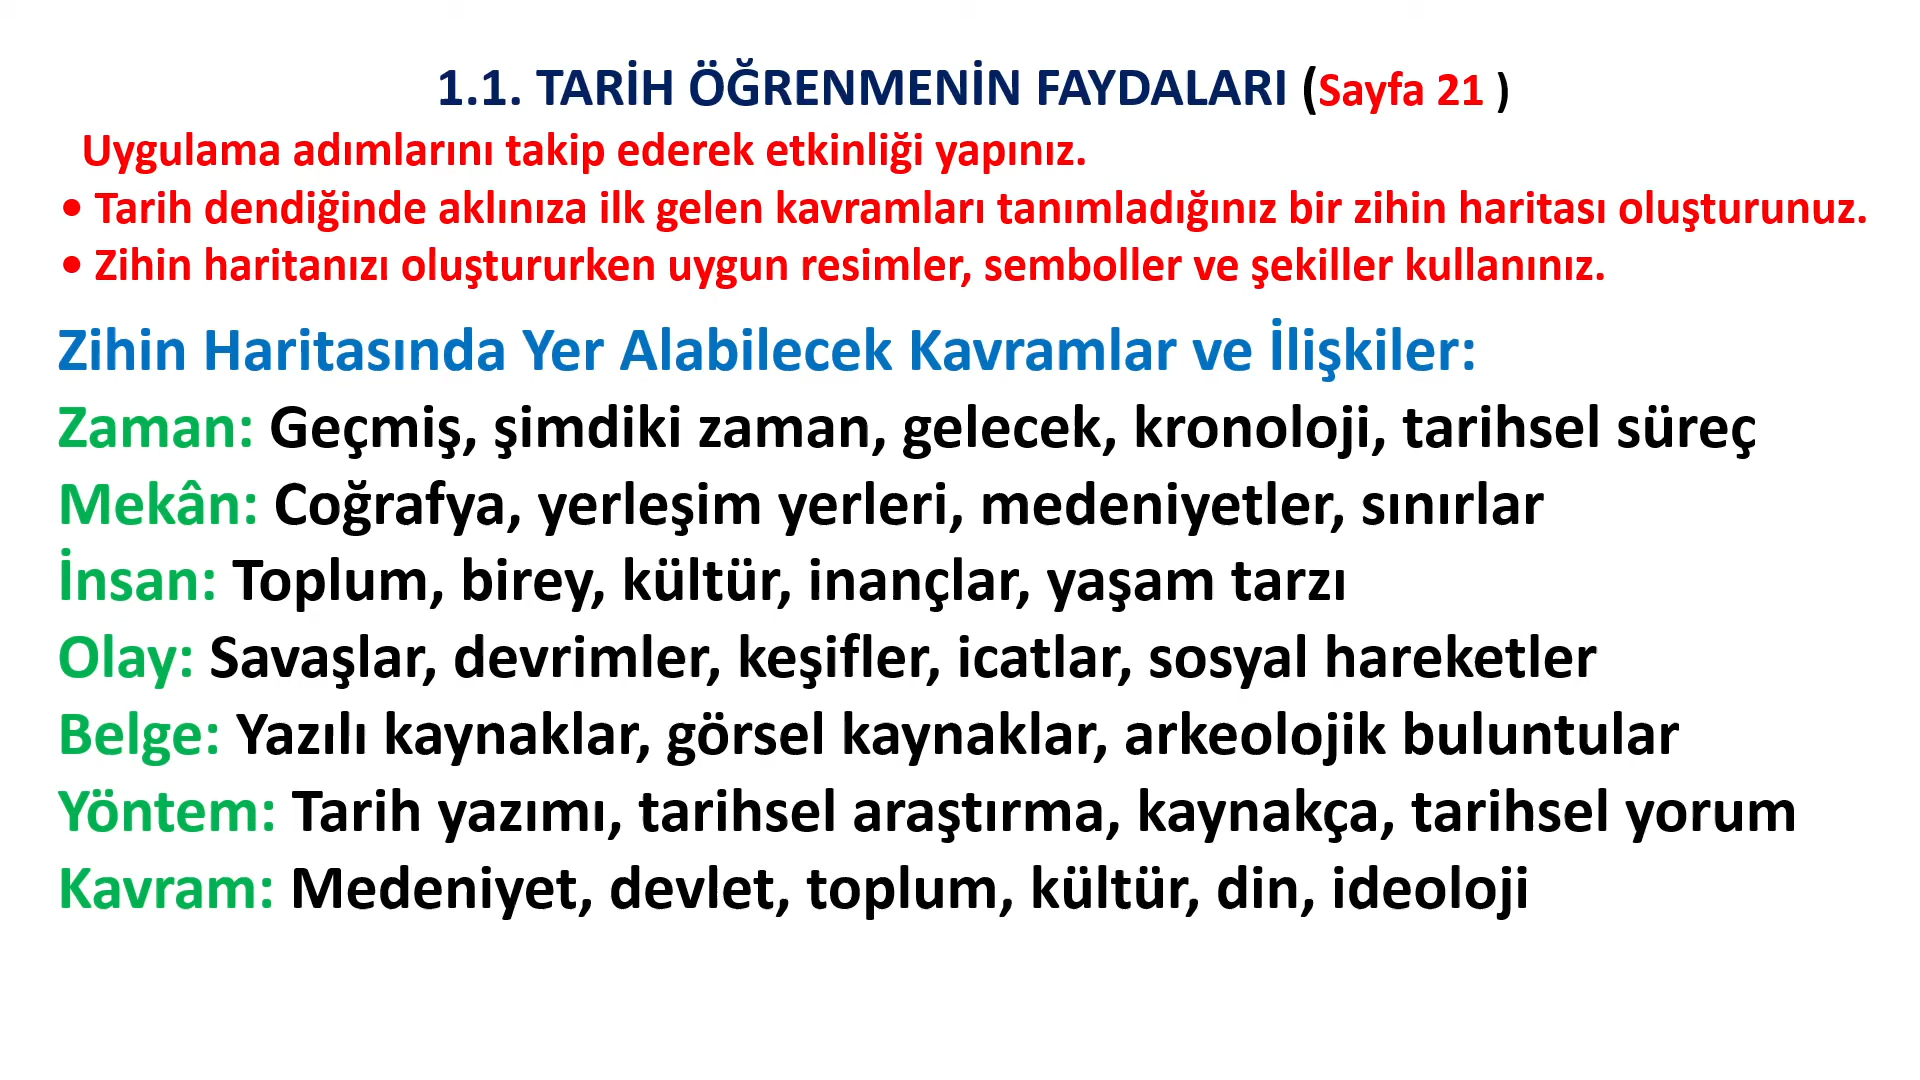 1.1. TARİH ÖĞRENMENİN FAYDALARI (Sayfa 21 )
Uygulama adımlarını takip ederek etkinliği yapınız.
• Tarih dendiğinde aklınıza ilk gelen kavramları tanımladığınız bir zihin haritası oluşturunuz.
• Zihin haritanızı oluştururken uygun resimler, semboller ve şekiller kullanınız.
Zihin Haritasında Yer Alabilecek Kavramlar ve İlişkiler:
Zaman: Geçmiş, şimdiki zaman, gelecek, kronoloji, tarihsel süreç
Mekân: Coğrafya, yerleşim yerleri, medeniyetler, sınırlar
İnsan: Toplum, birey, kültür, inançlar, yaşam tarzı
Olay: Savaşlar, devrimler, keşifler, icatlar, sosyal hareketler
Belge: Yazılı kaynaklar, görsel kaynaklar, arkeolojik buluntular
Yöntem: Tarih yazımı, tarihsel araştırma, kaynakça, tarihsel yorum
Kavram: Medeniyet, devlet, toplum, kültür, din, ideoloji